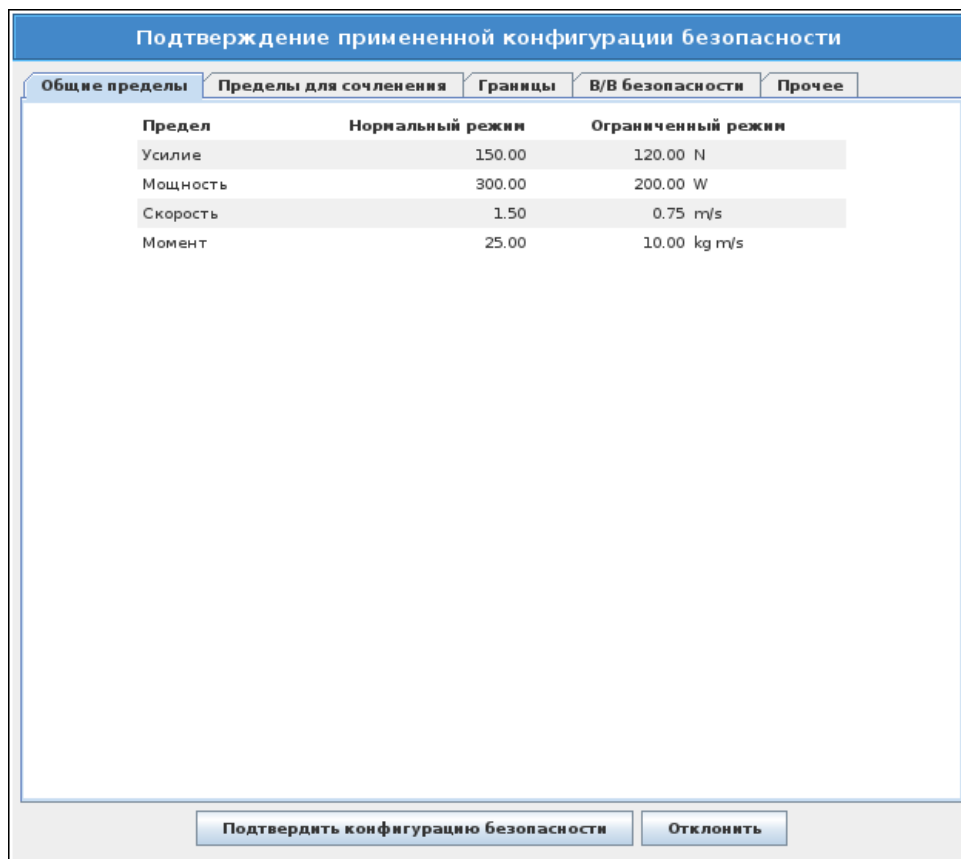 Подтверждение примененной конфигурации безопасности
Общие пределы Пределы для сочленения Границы В/В безопасности Прочее
Предел Нормальный режим Ограниченный режим
Усилие 150.00 120.00 N
Мощность 300.00 200.00 W
Скорость 1.50 0.75 m/s
Момент 25.00 10.00 kg m/s
Подтвердить конфигурацию безопасности Отклонить